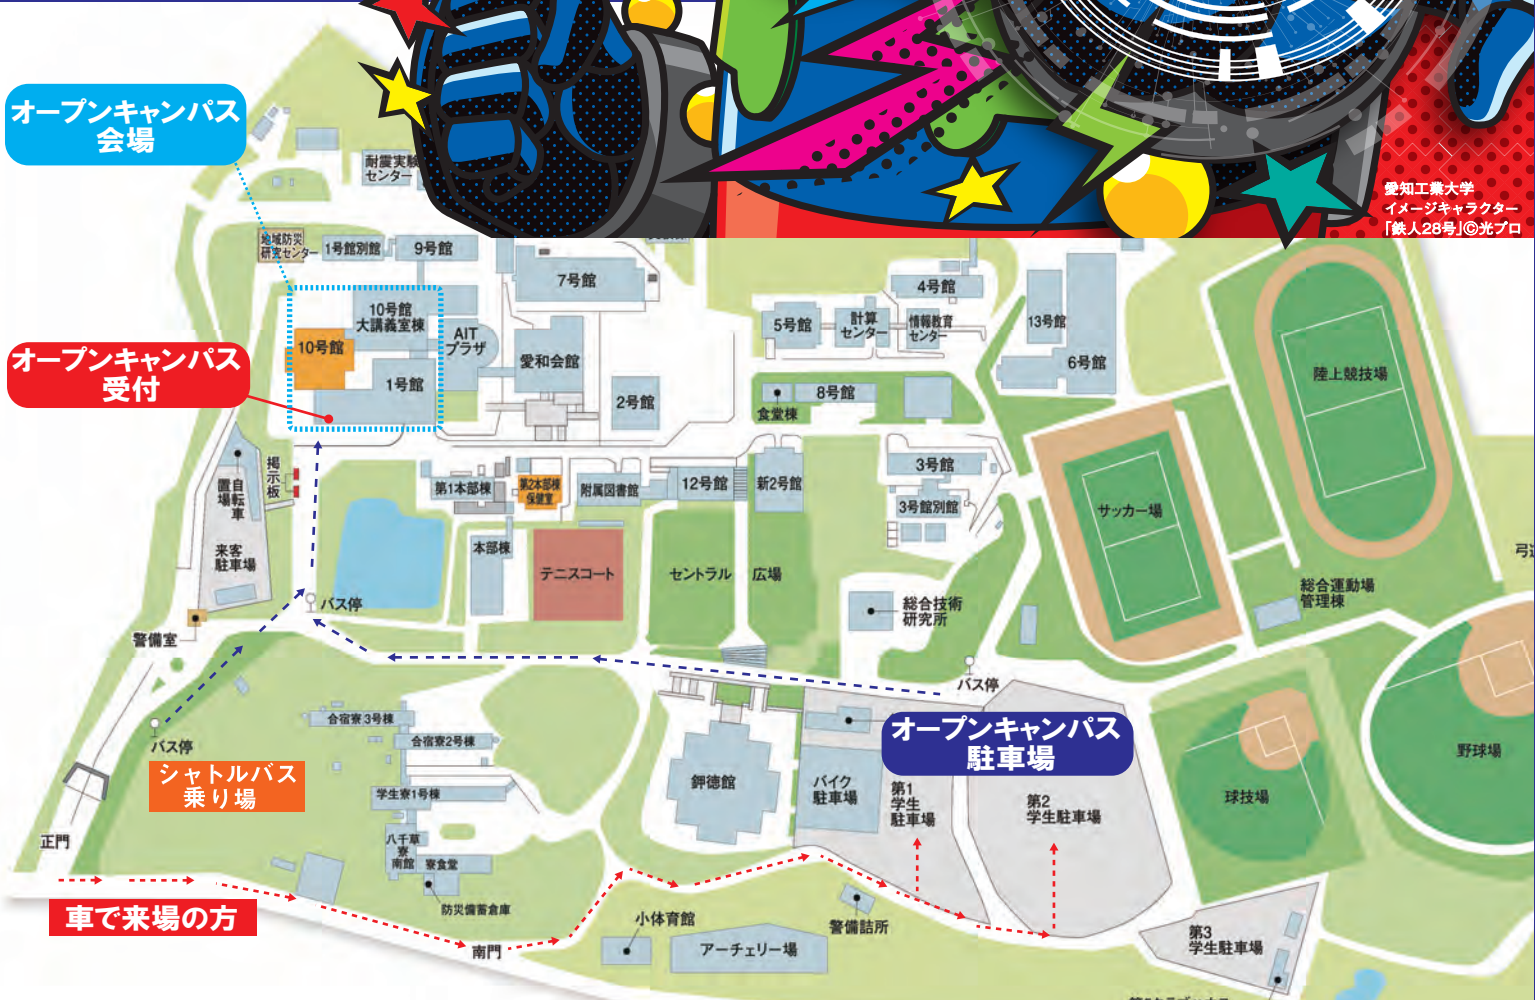 オープンキャンパス
会場
耐震実験
センター
愛知工業大学
イメージキャラクター
「鉄人28号」©光プロ
地域防災
研究センター
1号館別館
9号館
7号館
4号館
10号館
大講義室棟
AIT
プラザ
愛和会館
5号館
計算
センター
情報教育
センター
13号館
6号館
10号館
1号館
オープンキャンパス
受付
2号館
食堂棟
8号館
陸上競技場
掲示板
自転車
置場
第1本部棟
第2本部棟
保健室
附属図書館
12号館
新2号館
3号館
3号館別館
サッカー場
来客
駐車場
本部棟
テニスコート
セントラル 広場
総合技術
研究所
総合運動場
管理棟
バス停
警備室
バス停
バス停
シャトルバス
乗り場
合宿寮3号棟
合宿寮2号棟
学生寮1号棟
八千草
寮
南館
寮食堂
防災備蓄倉庫
鉀徳館
バイク
駐車場
オープンキャンパス
駐車場
第1
学生
駐車場
第2
学生駐車場
球技場
野球場
正門
車で来場の方
南門
小体育館
アーチェリー場
警備詰所
第3
学生駐車場